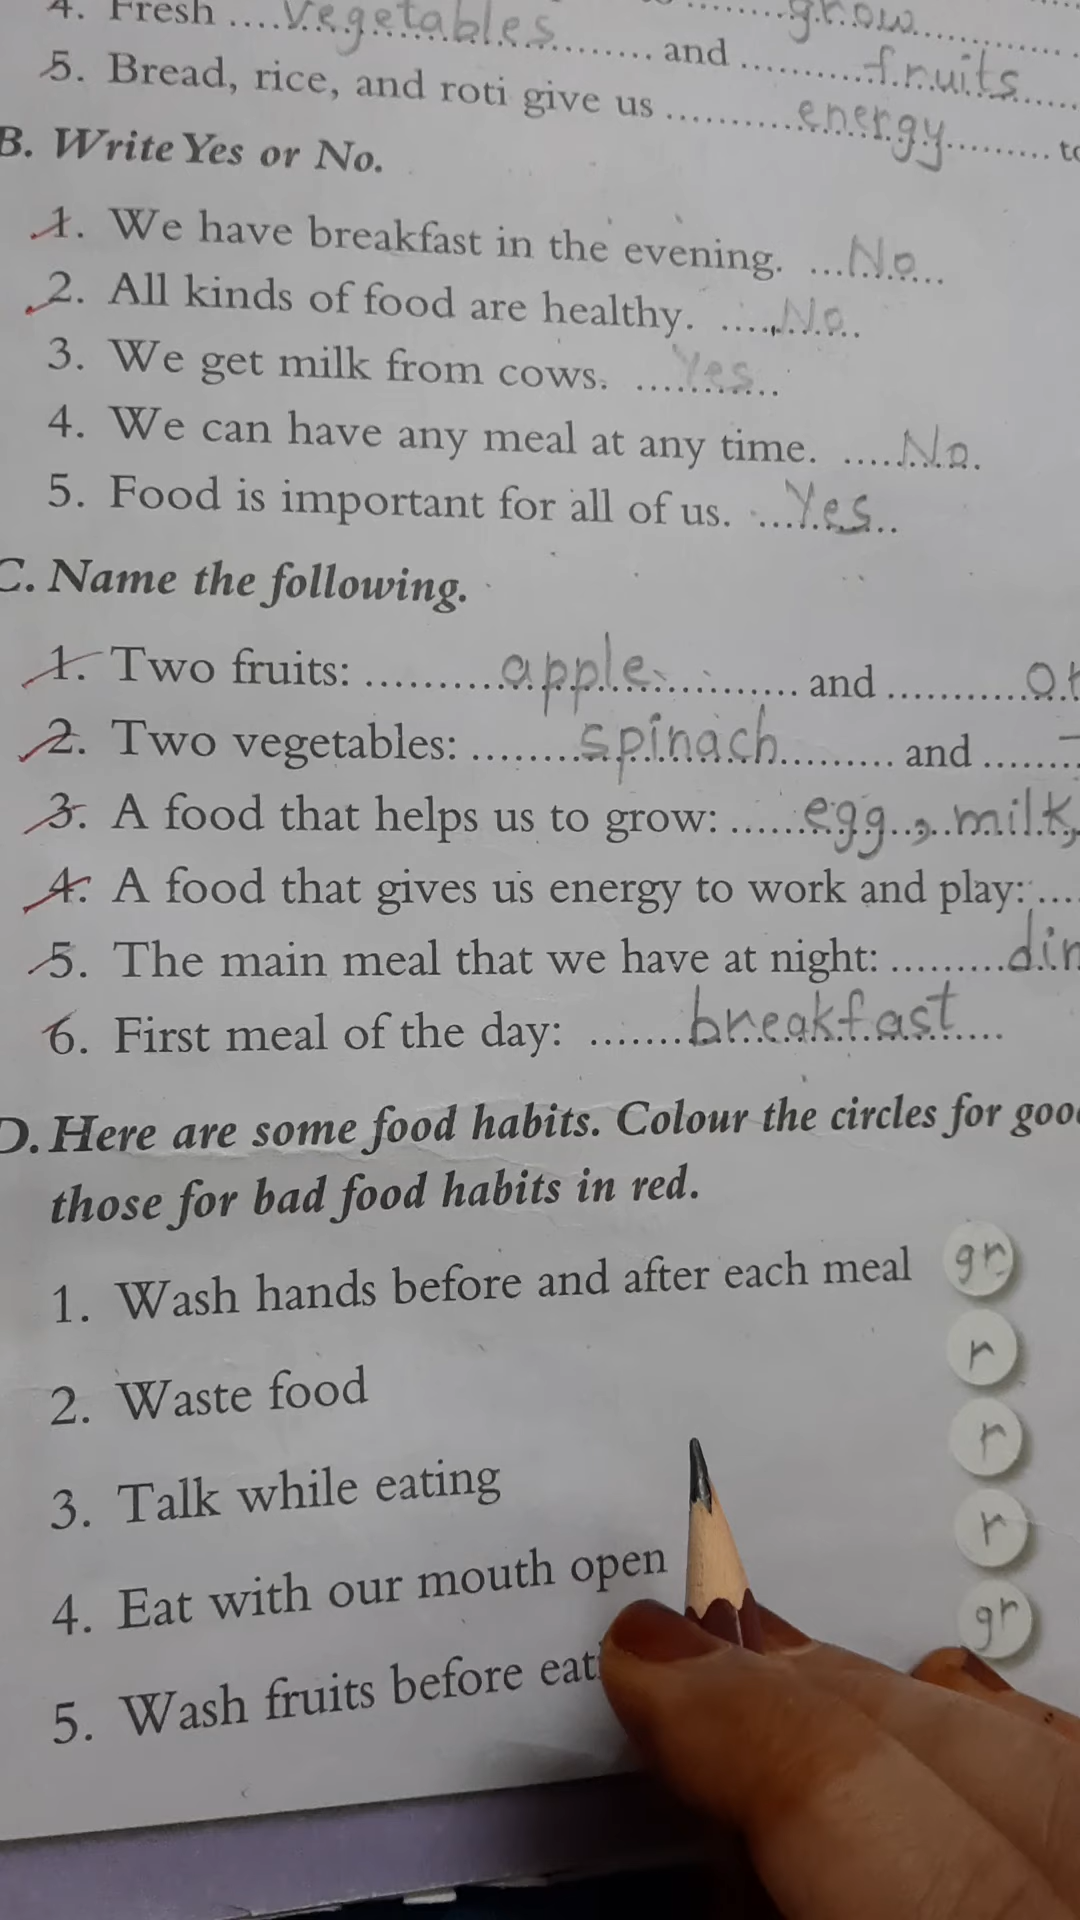 4. Fresh ....vegetables......... and ..........fruits......
grow..............
5. Bread, rice, and roti give us ...........energy.......... to
B. Write Yes or No.
1. We have breakfast in the evening. ...No...
2. All kinds of food are healthy. ....No..
3. We get milk from cows. ...Yes...
4. We can have any meal at any time. .....No.
5. Food is important for all of us. ...Yes..
C. Name the following.
1. Two fruits: ..........apple.......... and ..........
2. Two vegetables: .......spinach......... and ......
3. A food that helps us to grow: ......egg..,..milk,
4. A food that gives us energy to work and play: ....
5. The main meal that we have at night: .........
6. First meal of the day: .......breakfast....
D. Here are some food habits. Colour the circles for
those for bad food habits in red.
1. Wash hands before and after each meal gr
2. Waste food r
3. Talk while eating r
4. Eat with our mouth open r
5. Wash fruits before gr